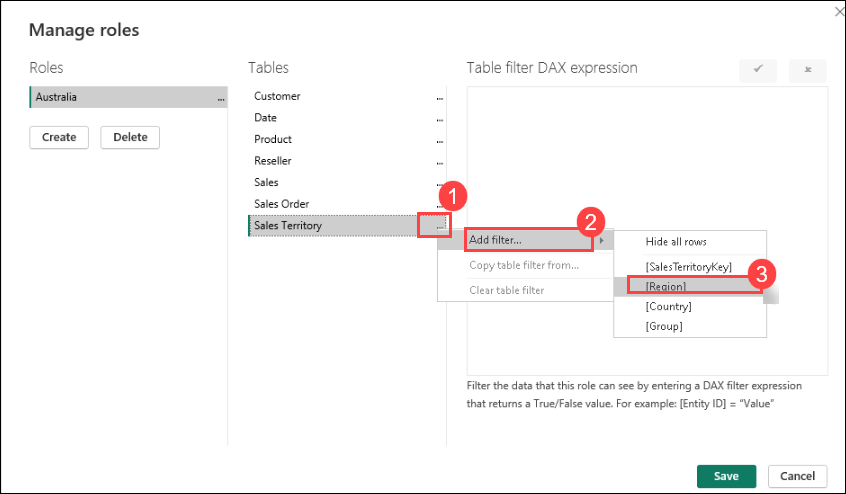 Manage roles
Roles
Australia
...
Create
Delete
Tables
Customer
...
Date
...
Product
...
Reseller
...
Sales
...
Sales Order
...
Sales Territory
...
1
Add filter...
2
Copy table filter from...
Clear table filter
Hide all rows
[SalesTerritoryKey]
[Region]
3
[Country]
[Group]
Table filter DAX expression
Filter the data that this role can see by entering a DAX filter expression
that returns a True/False value. For example: [Entity ID] = “Value”
Save
Cancel